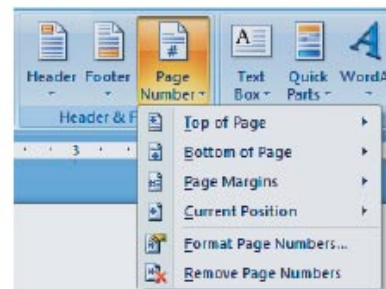 Header Footer Page Number Text Box Quick Parts WordA
Header & F
3
Top of Page
Bottom of Page
Page Margins
Current Position
Format Page Numbers...
Remove Page Numbers